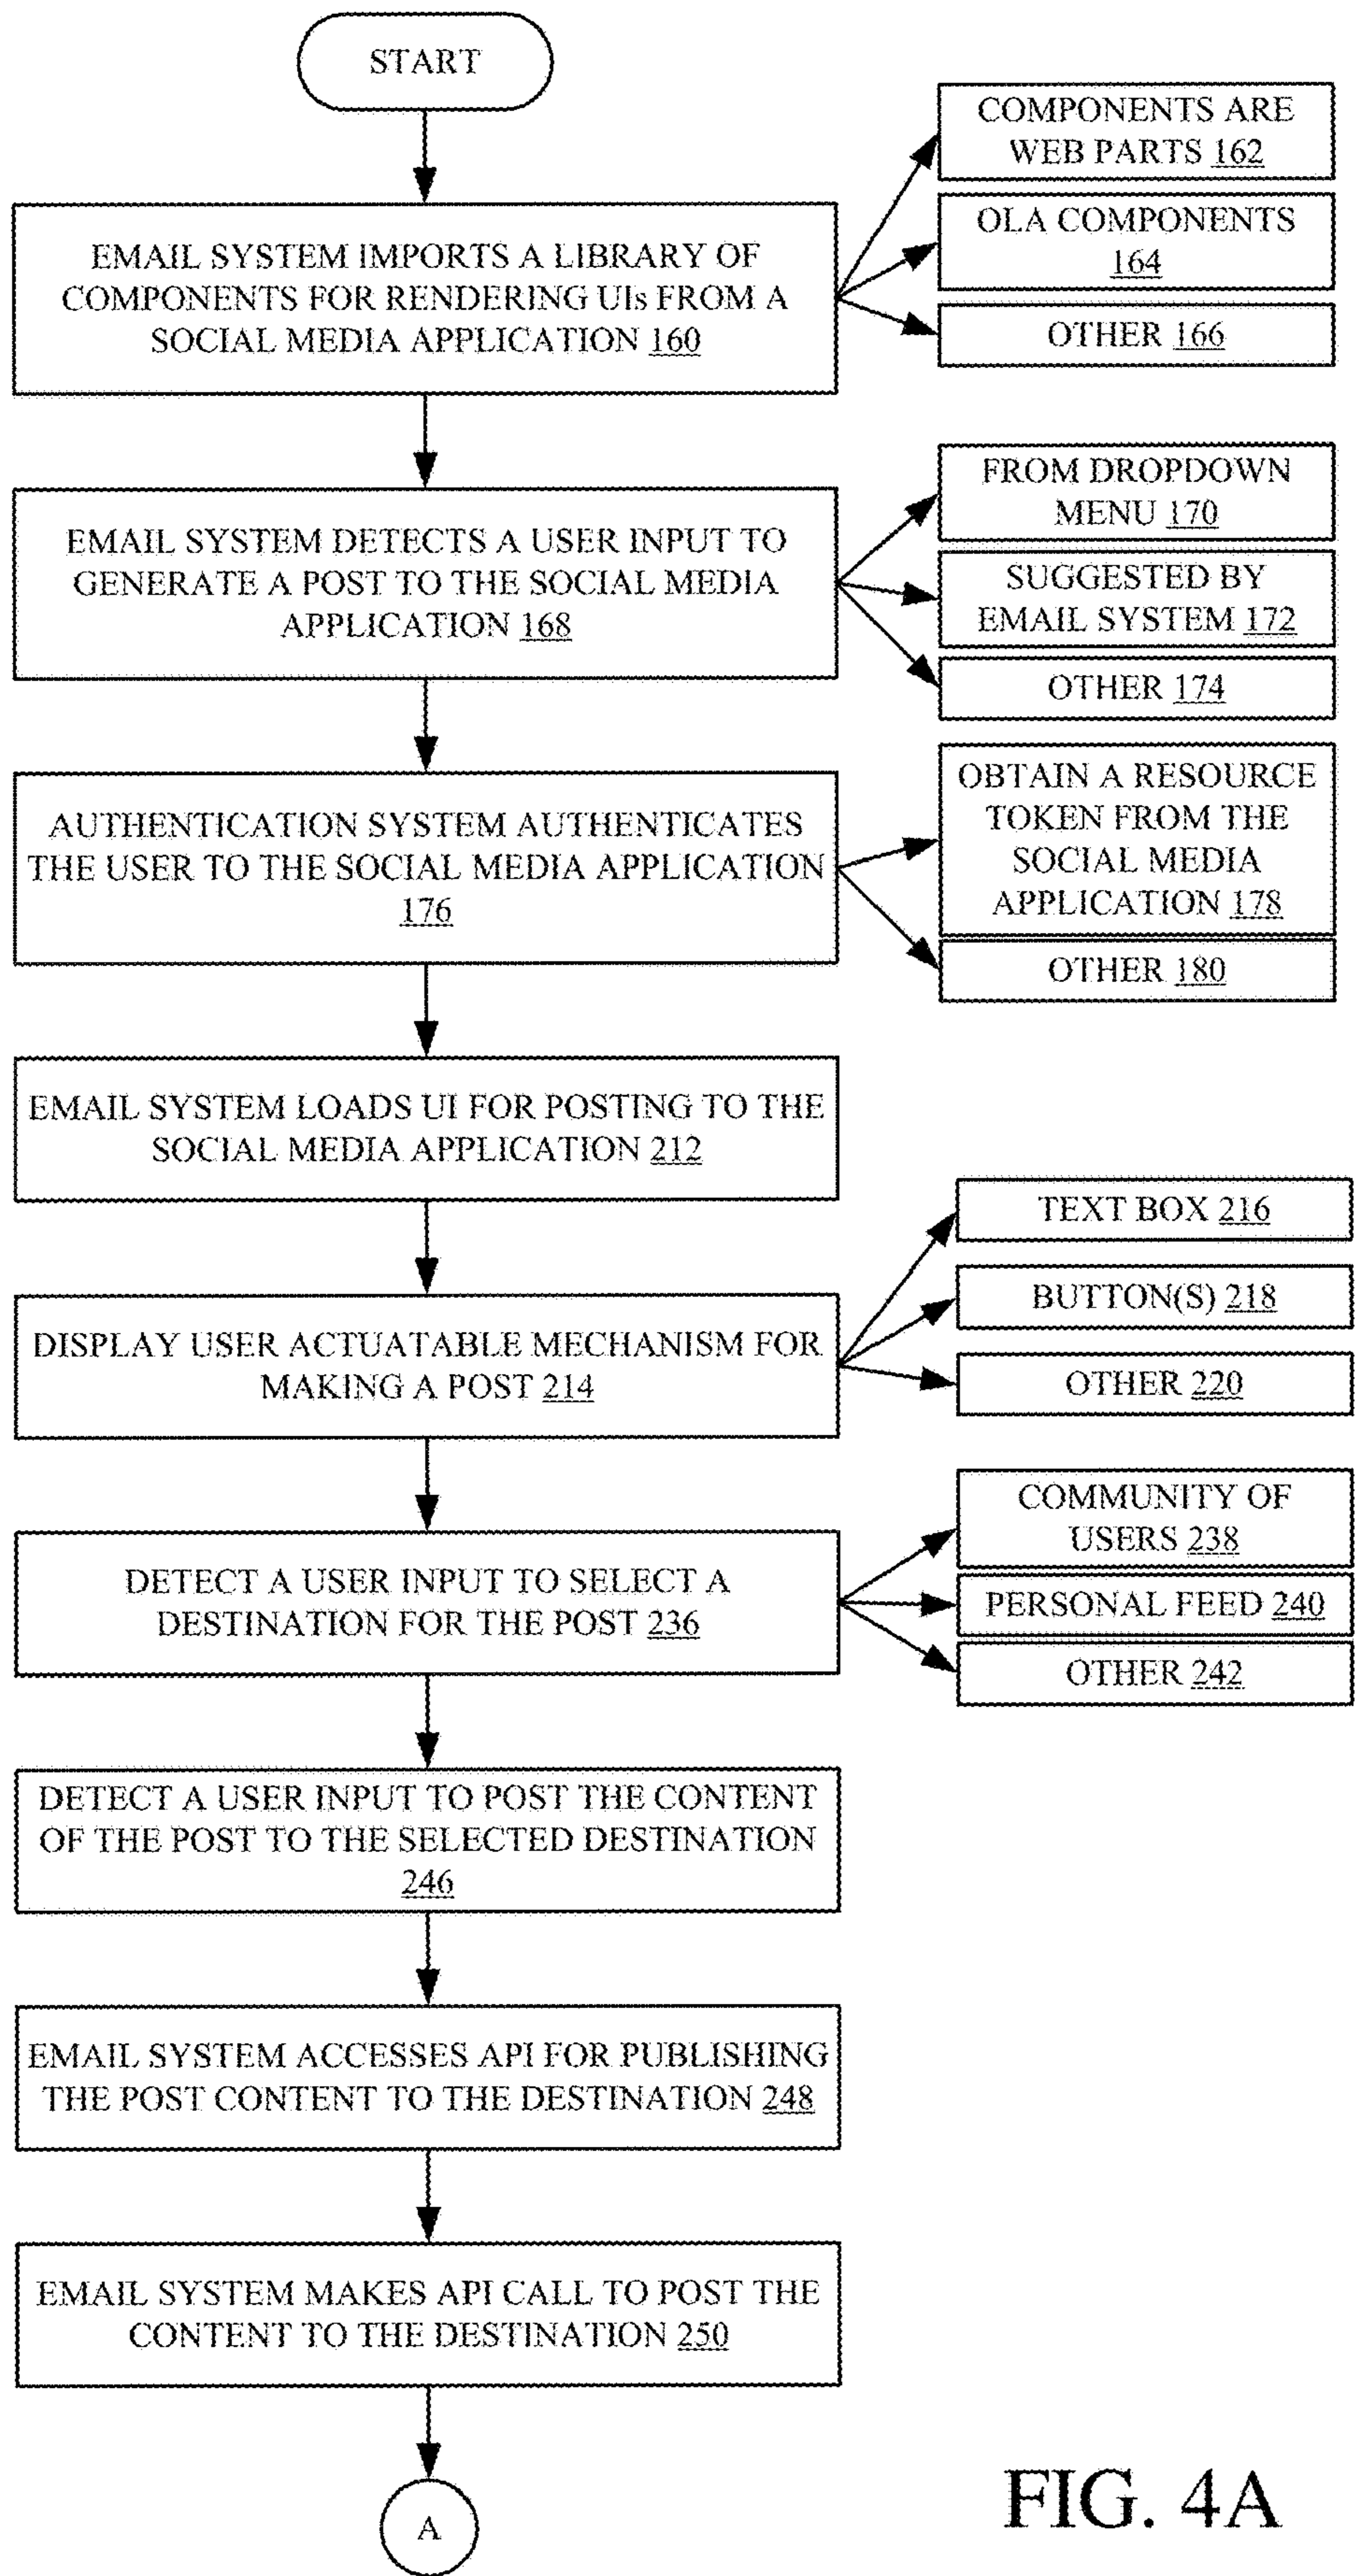 START
EMAIL SYSTEM IMPORTS A LIBRARY OF
COMPONENTS FOR RENDERING UIs FROM A
SOCIAL MEDIA APPLICATION 160
COMPONENTS ARE
WEB PARTS 162
OLA COMPONENTS
164
OTHER 166
EMAIL SYSTEM DETECTS A USER INPUT TO
GENERATE A POST TO THE SOCIAL MEDIA
APPLICATION 168
FROM DROPDOWN
MENU 170
SUGGESTED BY
EMAIL SYSTEM 172
OTHER 174
AUTHENTICATION SYSTEM AUTHENTICATES
THE USER TO THE SOCIAL MEDIA APPLICATION
176
OBTAIN A RESOURCE
TOKEN FROM THE
SOCIAL MEDIA
APPLICATION 178
OTHER 180
EMAIL SYSTEM LOADS UI FOR POSTING TO THE
SOCIAL MEDIA APPLICATION 212
DISPLAY USER ACTUATABLE MECHANISM FOR
MAKING A POST 214
TEXT BOX 216
BUTTON(S) 218
OTHER 220
DETECT A USER INPUT TO SELECT A
DESTINATION FOR THE POST 236
COMMUNITY OF
USERS 238
PERSONAL FEED 240
OTHER 242
DETECT A USER INPUT TO POST THE CONTENT
OF THE POST TO THE SELECTED DESTINATION
246
EMAIL SYSTEM ACCESSES API FOR PUBLISHING
THE POST CONTENT TO THE DESTINATION 248
EMAIL SYSTEM MAKES API CALL TO POST THE
CONTENT TO THE DESTINATION 250
A
FIG. 4A